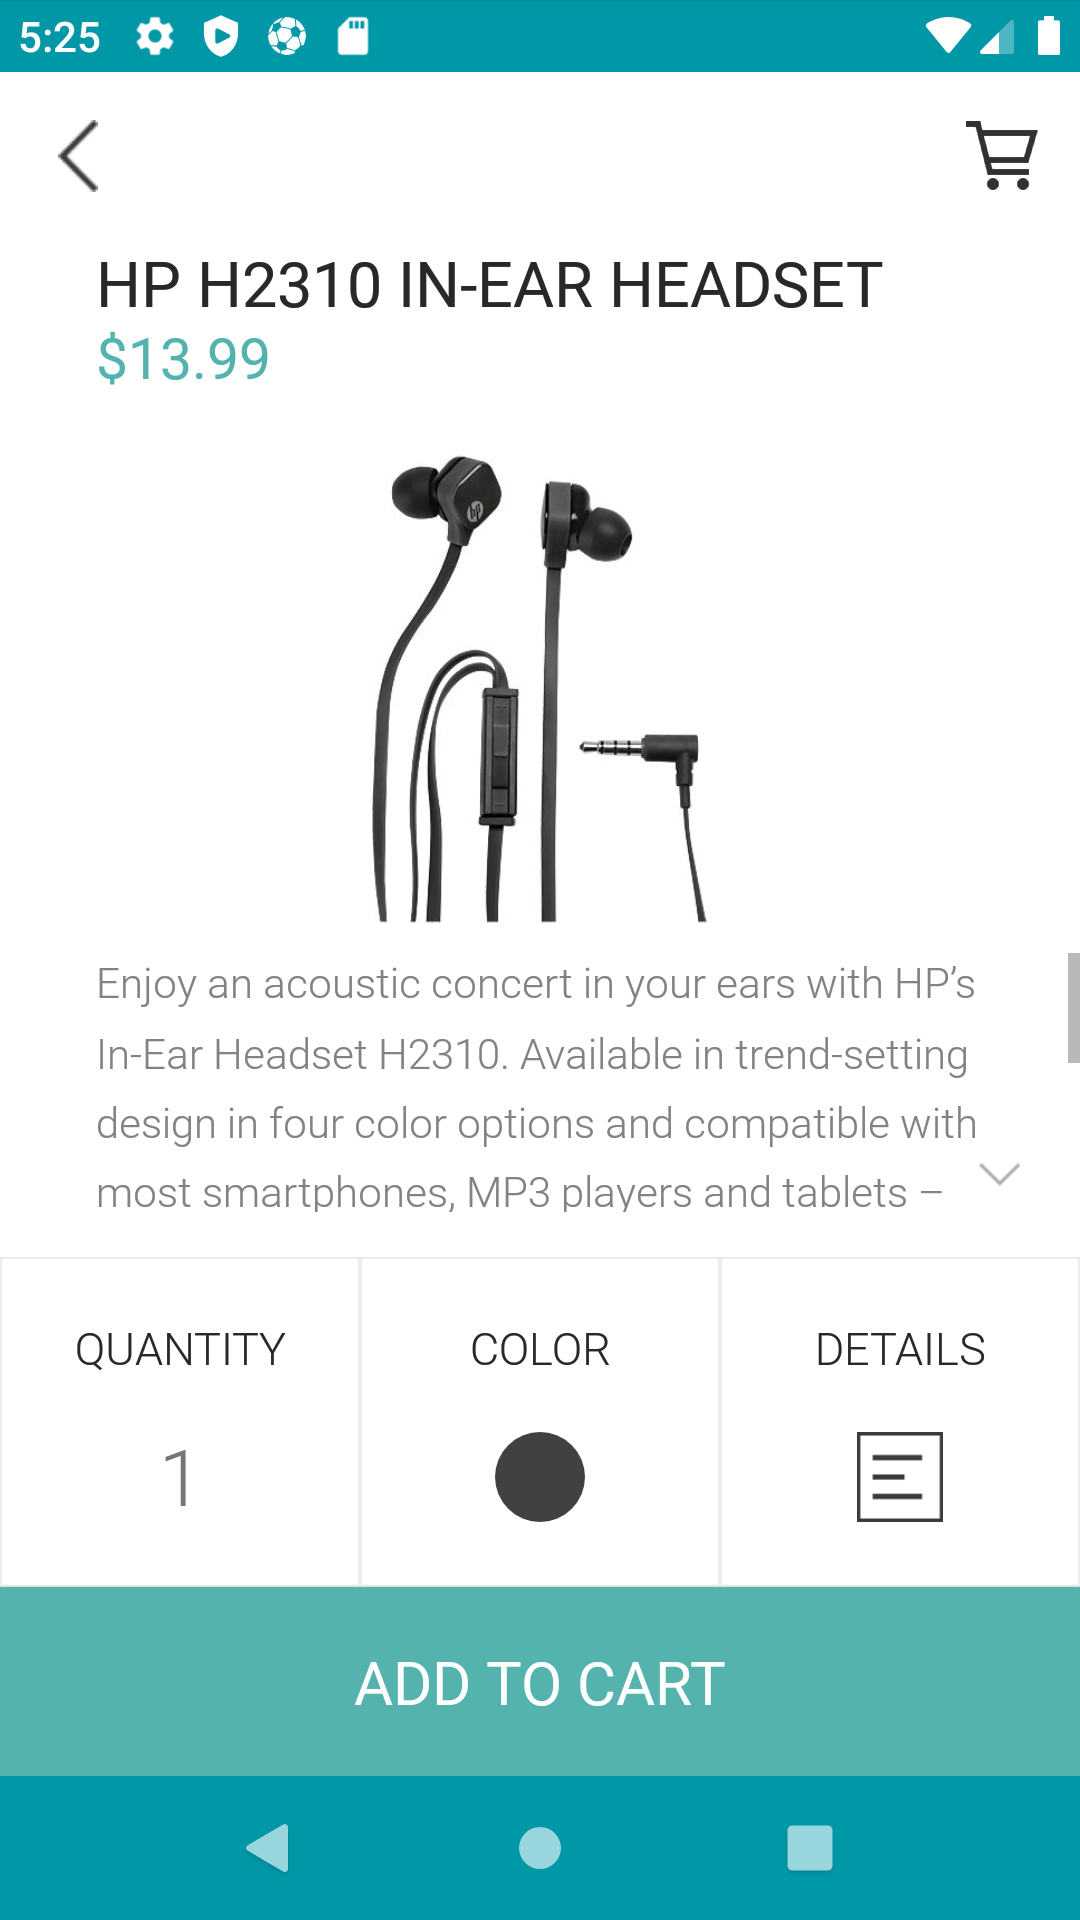 5:25
HP H2310 IN-EAR HEADSET
$13.99
hp
Enjoy an acoustic concert in your ears with HP’s
In-Ear Headset H2310. Available in trend-setting
design in four color options and compatible with
most smartphones, MP3 players and tablets –
QUANTITY
COLOR
DETAILS
1
ADD TO CART